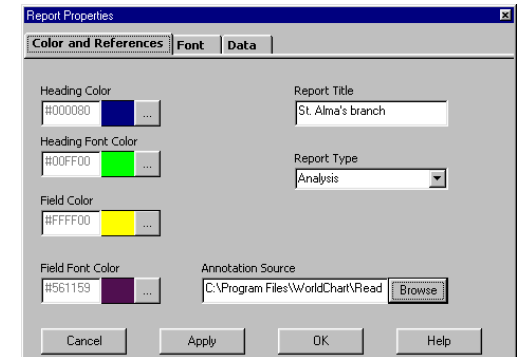 Report Properties
Color and References Font Data
Heading Color
#000080 ...
Heading Font Color
#00FF00 ...
Field Color
#FFFF00 ...
Field Font Color
#561159 ...
Report Title
St. Alma's branch
Report Type
Analysis
Annotation Source
C:\Program Files\WorldChart\Read Browse
Cancel Apply OK Help